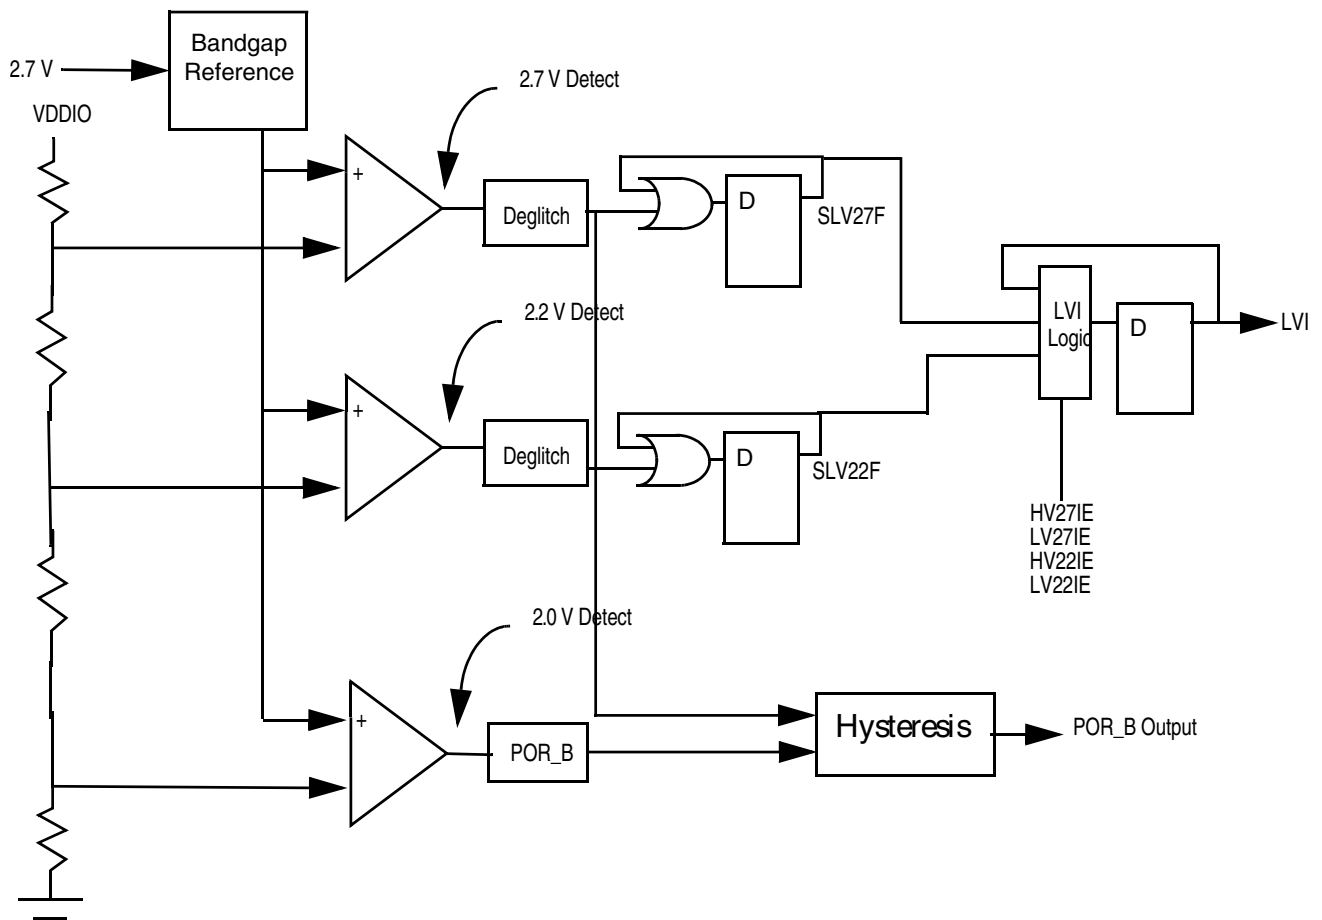 Bandgap
Reference
2.7 V
VDDIO
2.7 V Detect
+
Deglitch
D
SLV27F
2.2 V Detect
LVI
Logic
D
LVI
+
Deglitch
D
SLV22F
HV27IE
LV27IE
HV22IE
LV22IE
2.0 V Detect
+
POR_B
Hysteresis
POR_B Output